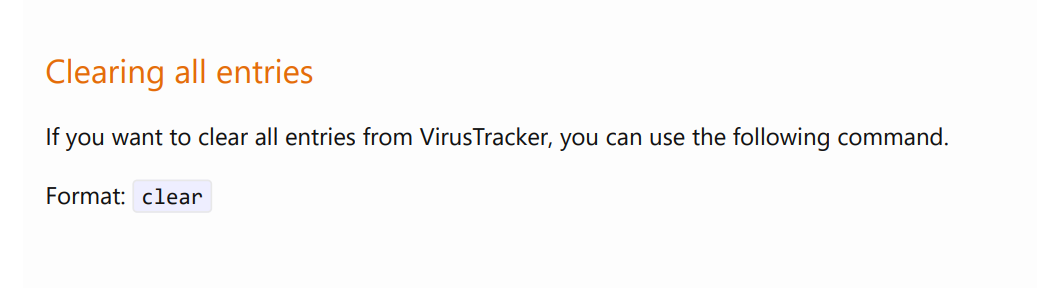 Clearing all entries
If you want to clear all entries from VirusTracker, you can use the following command.
Format: clear